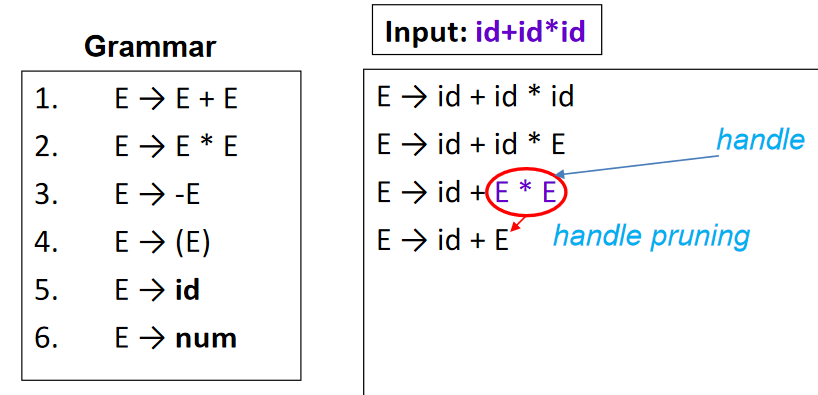 Grammar
1. E → E + E
2. E → E * E
3. E → -E
4. E → (E)
5. E → id
6. E → num
Input: id+id*id
E → id + id * id
E → id + id * E
handle
E → id + E * E
E → id + E
handle pruning